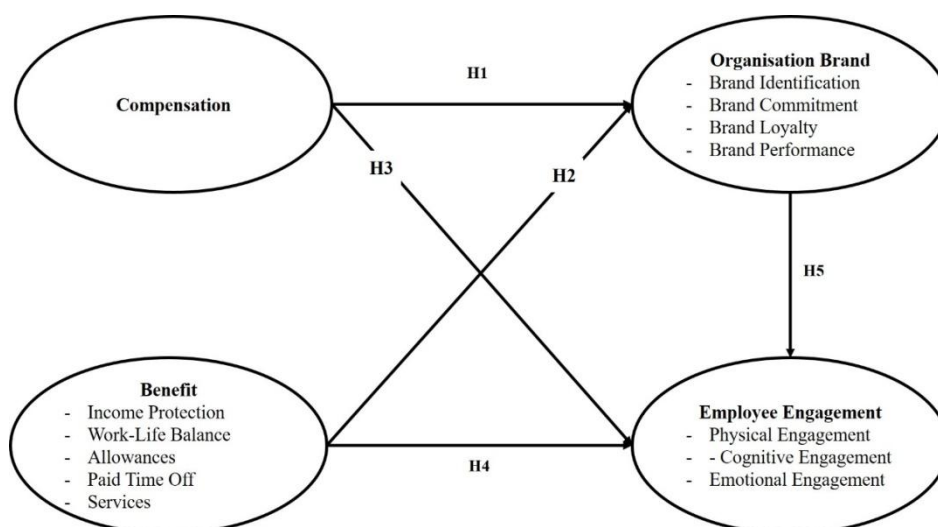 Compensation
H1
Organisation Brand
- Brand Identification
- Brand Commitment
- Brand Loyalty
- Brand Performance
H3
H2
H5
Benefit
- Income Protection
- Work-Life Balance
- Allowances
- Paid Time Off
- Services
H4
Employee Engagement
- Physical Engagement
- - Cognitive Engagement
- Emotional Engagement